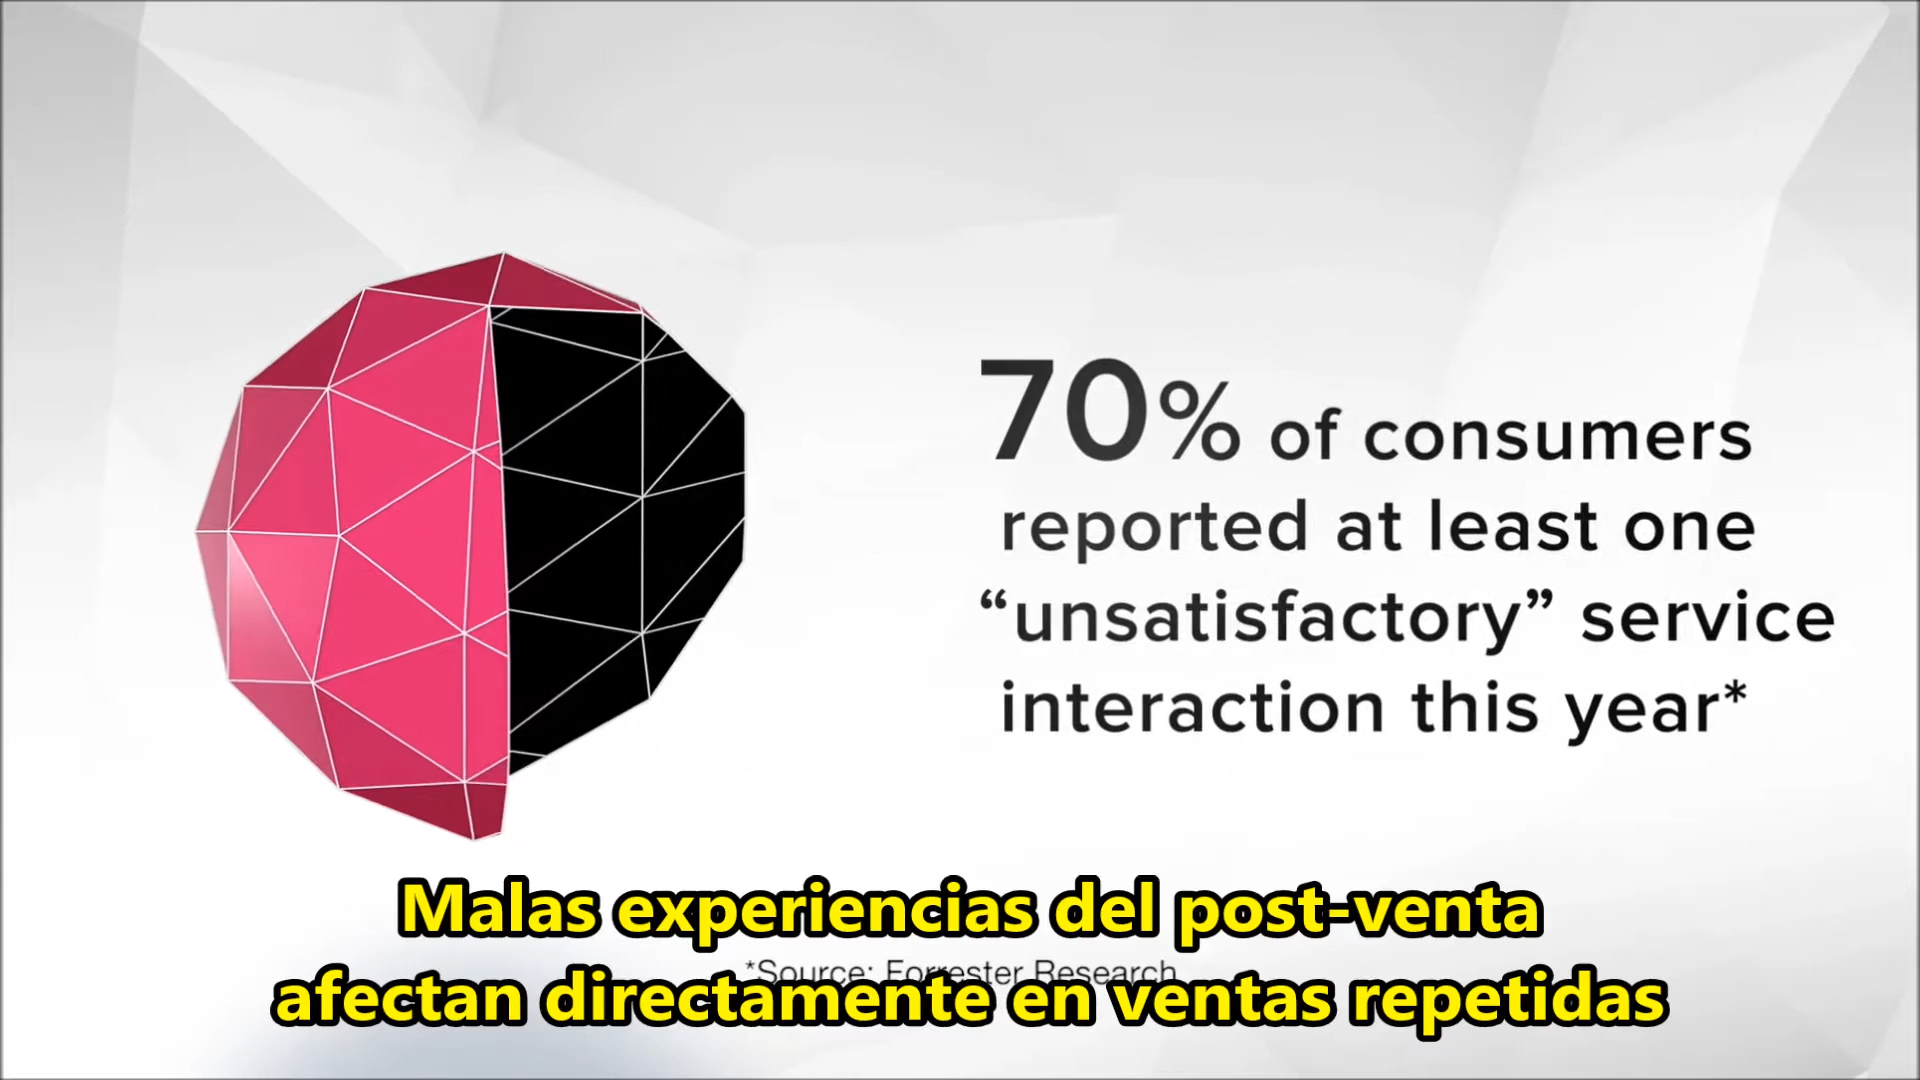 70% of consumers
reported at least one
“unsatisfactory” service
interaction this year*
Malas experiencias del post-venta
*Source: Forrester Research
afectan directamente en ventas repetidas